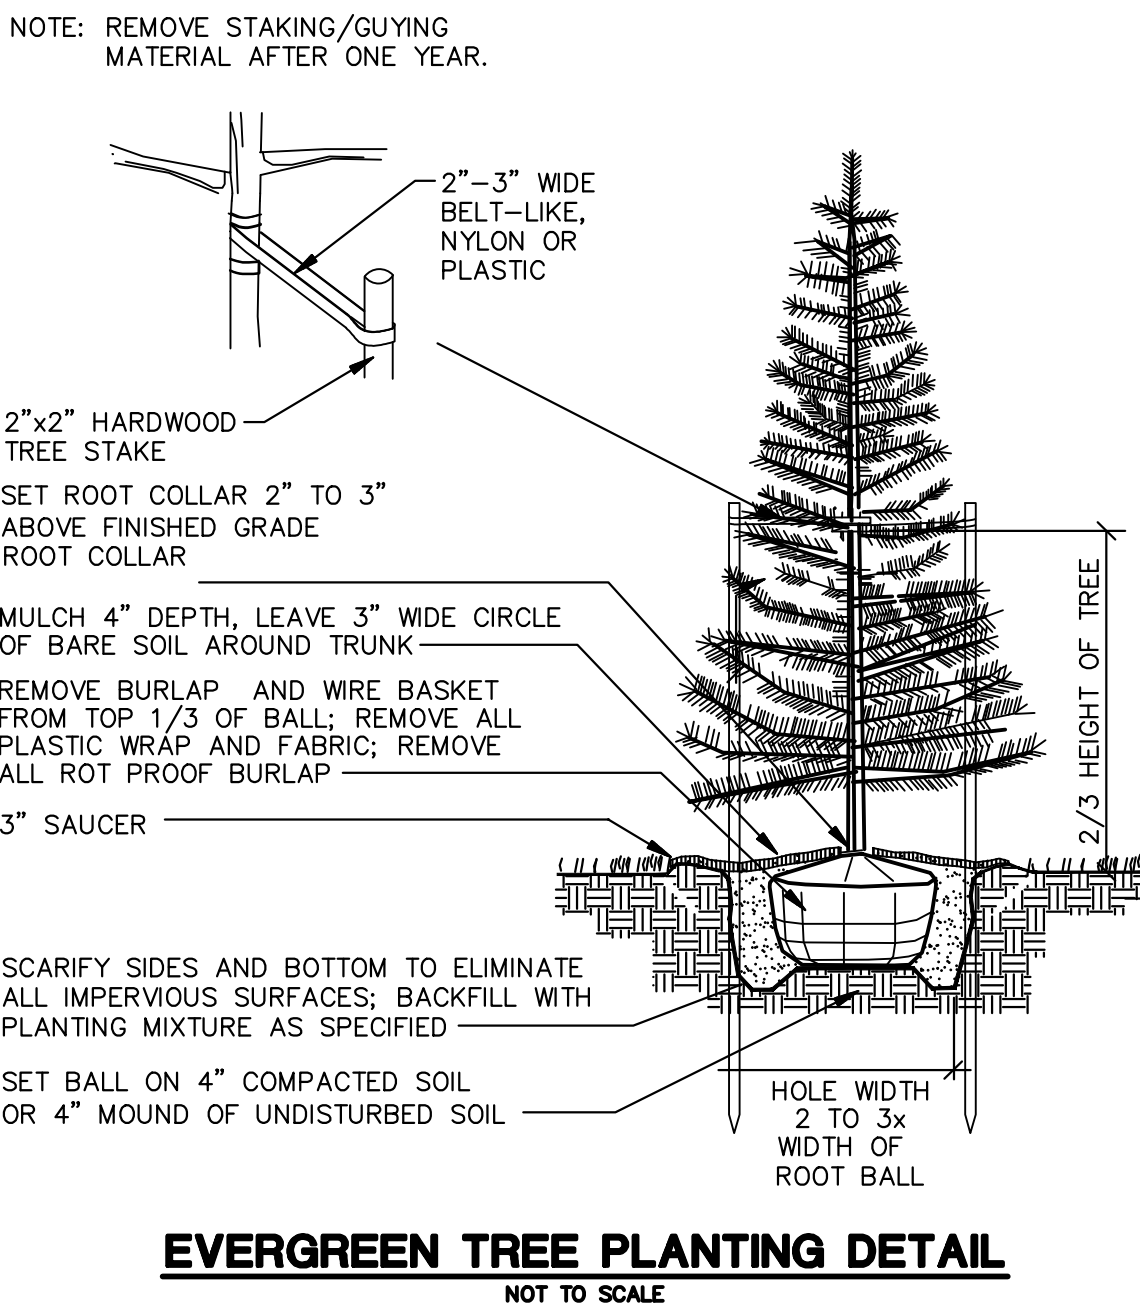 NOTE: REMOVE STAKING/GUYING
MATERIAL AFTER ONE YEAR.
2"-3" WIDE
BELT-LIKE,
NYLON OR
PLASTIC
2"x2" HARDWOOD
TREE STAKE
SET ROOT COLLAR 2" TO 3"
ABOVE FINISHED GRADE
ROOT COLLAR
MULCH 4" DEPTH, LEAVE 3" WIDE CIRCLE
OF BARE SOIL AROUND TRUNK
REMOVE BURLAP AND WIRE BASKET
FROM TOP 1/3 OF BALL; REMOVE ALL
PLASTIC WRAP AND FABRIC; REMOVE
ALL ROT PROOF BURLAP
3" SAUCER
SCARIFY SIDES AND BOTTOM TO ELIMINATE
ALL IMPERVIOUS SURFACES; BACKFILL WITH
PLANTING MIXTURE AS SPECIFIED
SET BALL ON 4" COMPACTED SOIL
OR 4" MOUND OF UNDISTURBED SOIL
2/3 HEIGHT OF TREE
HOLE WIDTH
2 TO 3x
WIDTH OF
ROOT BALL
EVERGREEN TREE PLANTING DETAIL
NOT TO SCALE